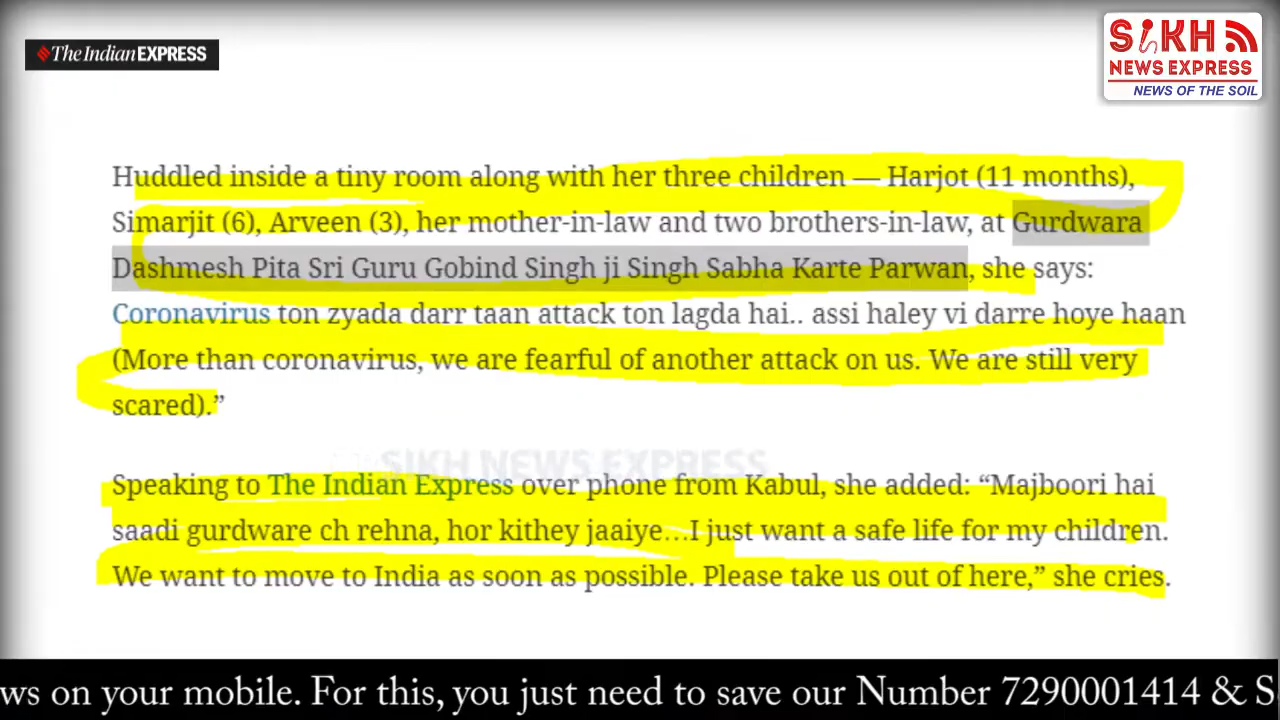 The Indian EXPRESS
SIKH
NEWS EXPRESS
NEWS OF THE SOIL
Huddled inside a tiny room along with her three children — Harjot (11 months),
Simarjit (6), Arveen (3), her mother-in-law and two brothers-in-law, at Gurdwara
Dashmesh Pita Sri Guru Gobind Singh ji Singh Sabha Karte Parwan, she says:
Coronavirus ton zyada darr taan attack ton lagda hai.. assi haley vi darre hoye haan
(More than coronavirus, we are fearful of another attack on us. We are still very
scared).”
SIKH NEWS EXPRESS
Speaking to The Indian Express over phone from Kabul, she added: “Majboori hai
saadi gurdware ch rehna, hor kithey jaaiye…I just want a safe life for my children.
We want to move to India as soon as possible. Please take us out of here,” she cries.
ws on your mobile. For this, you just need to save our Number 7290001414 & S